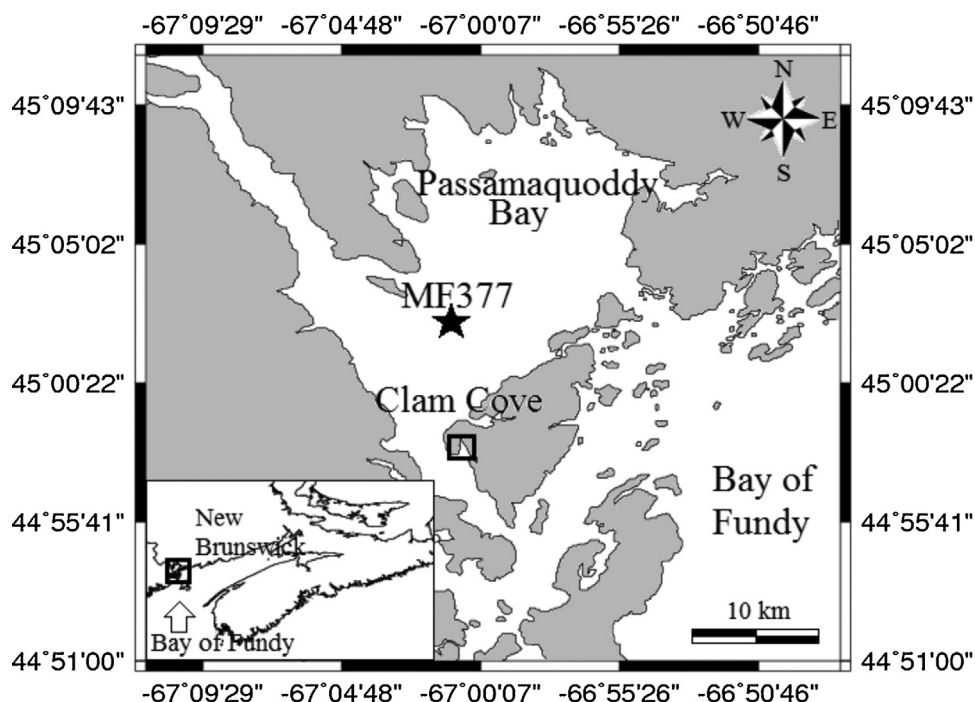 -67°09'29" -67°04'48" -67°00'07" -66°55'26" -66°50'46"
45°09'43"
45°05'02"
45°00'22"
44°55'41"
44°51'00"
N
W E
S
Passamaquoddy
Bay
MF377
Clam Cove
Bay of
Fundy
10 km
New
Brunswick
Bay of Fundy
45°09'43"
45°05'02"
45°00'22"
44°55'41"
44°51'00"
-67°09'29" -67°04'48" -67°00'07" -66°55'26" -66°50'46"